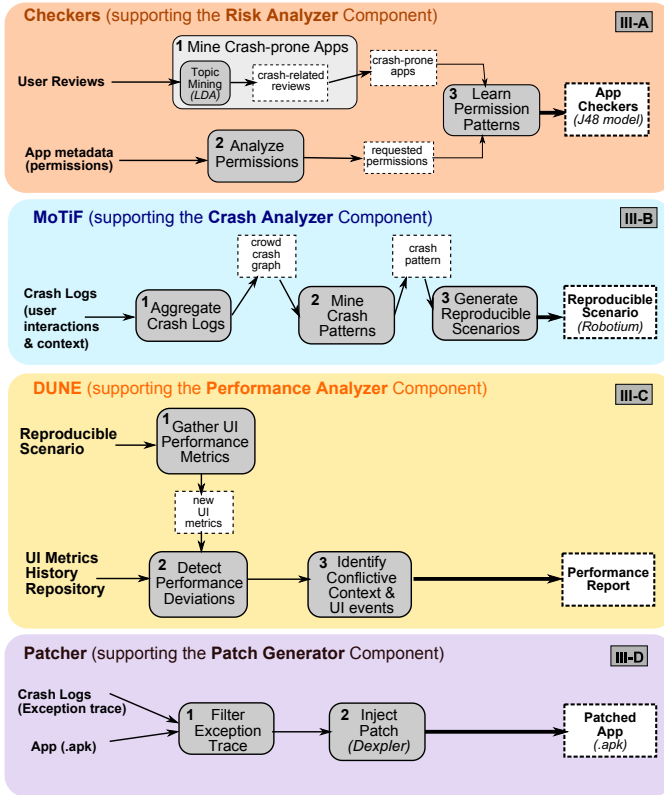 Checkers (supporting the Risk Analyzer Component)
III-A
1 Mine Crash-prone Apps
User Reviews
Topic
Mining
(LDA)
crash-related
reviews
crash-prone
apps
3 Learn
Permission
Patterns
App
Checkers
(J48 model)
App metadata
(permissions)
2 Analyze
Permissions
requested
permissions
MoTiF (supporting the Crash Analyzer Component)
III-B
crowd
crash
graph
crash
pattern
Crash Logs
(user
interactions
& context)
1 Aggregate
Crash Logs
2 Mine
Crash
Patterns
3 Generate
Reproducible
Scenarios
Reproducible
Scenario
(Robotium)
DUNE (supporting the Performance Analyzer Component)
III-C
Reproducible
Scenario
1 Gather UI
Performance
Metrics
new
UI
metrics
UI Metrics
History
Repository
2 Detect
Performance
Deviations
3 Identify
Conflictive
Context &
UI events
Performance
Report
Patcher (supporting the Patch Generator Component)
III-D
Crash Logs
(Exception trace)
App (.apk)
1 Filter
Exception
Trace
2 Inject
Patch
(Dexpler)
Patched
App
(.apk)